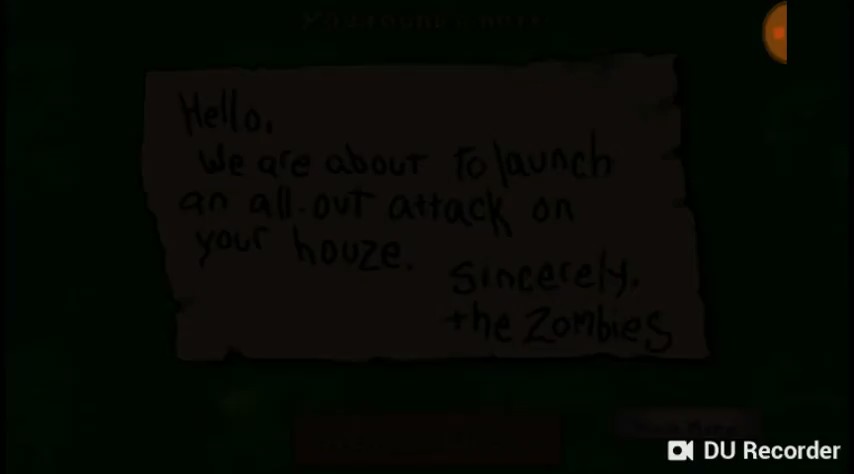 Hello,
We are about to launch
an all-out attack on
your houze.
Sincerely,
the Zombies
DU Recorder